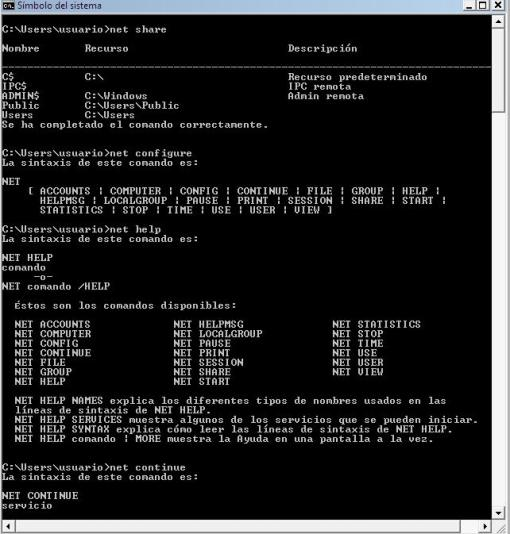 Símbolo del sistema
C:\Users\usuario>net share
Nombre Recurso Descripción
C$ C:\ Recurso predeterminado
IPC$ IPC remota
ADMIN$ C:\Windows Admin remota
Public C:\Users\Public
Users C:\Users
Se ha completado el comando correctamente.
C:\Users\usuario>net configure
La sintaxis de este comando es:
NET
[ ACCOUNTS ¦ COMPUTER ¦ CONFIG ¦ CONTINUE ¦ FILE ¦ GROUP ¦ HELP ¦
HELPMSG ¦ LOCALGROUP ¦ PAUSE ¦ PRINT ¦ SESSION ¦ SHARE ¦ START ¦
STATISTICS ¦ STOP ¦ TIME ¦ USE ¦ USER ¦ VIEW ]
C:\Users\usuario>net help
La sintaxis de este comando es:
NET HELP
comando
-o-
NET comando /HELP
Éstos son los comandos disponibles:
NET ACCOUNTS NET HELPMSG NET STATISTICS
NET COMPUTER NET LOCALGROUP NET STOP
NET CONFIG NET PAUSE NET TIME
NET CONTINUE NET PRINT NET USE
NET FILE NET SESSION NET USER
NET GROUP NET SHARE NET VIEW
NET HELP NET START
NET HELP NAMES explica los diferentes tipos de nombres usados en las
líneas de sintaxis de NET HELP.
NET HELP SERVICES muestra algunos de los servicios que se pueden iniciar.
NET HELP SYNTAX explica cómo leer las líneas de sintaxis de NET HELP.
NET HELP comando ¦ MORE muestra la Ayuda en una pantalla a la vez.
C:\Users\usuario>net continue
La sintaxis de este comando es:
NET CONTINUE
servicio